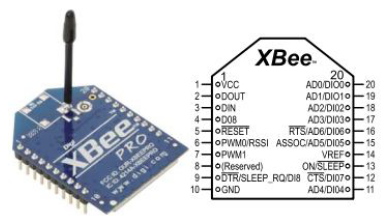 Digi
XBee
PRO
XBee™
1 20
1 VCC AD0/DIO0 20
2 DOUT AD1/DIO1 19
3 DIN AD2/DIO2 18
4 DO8 AD3/DIO3 17
5 RESET RTS/AD6/DIO6 16
6 PWM0/RSSI ASSOC/AD5/DIO5 15
7 PWM1 VREF 14
8 (Reserved) ON/SLEEP 13
9 DTR/SLEEP_RQ/DI8 CTS/DIO7 12
10 GND AD4/DIO4 11